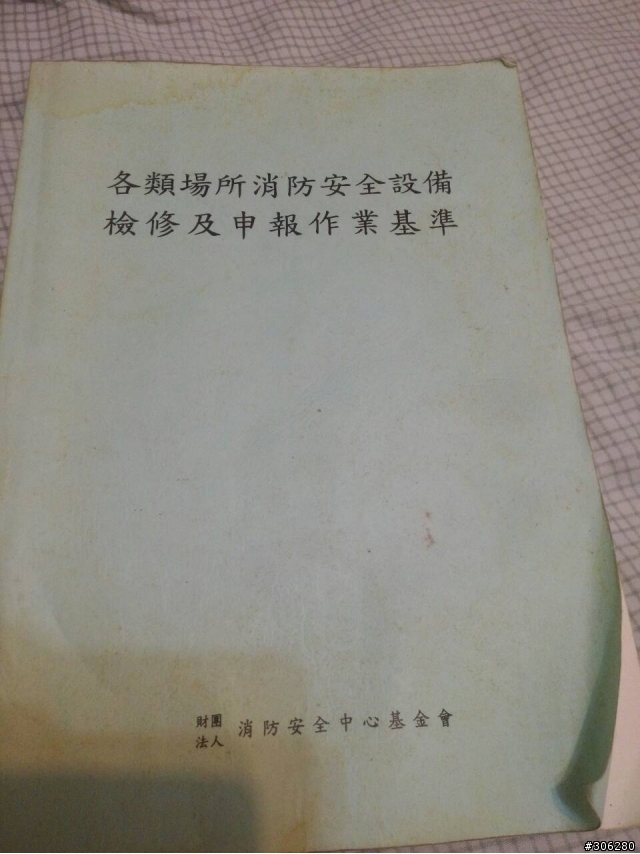 各類場所消防安全設備
檢修及申報作業基準
財團法人 消防安全中心基金會
#306280